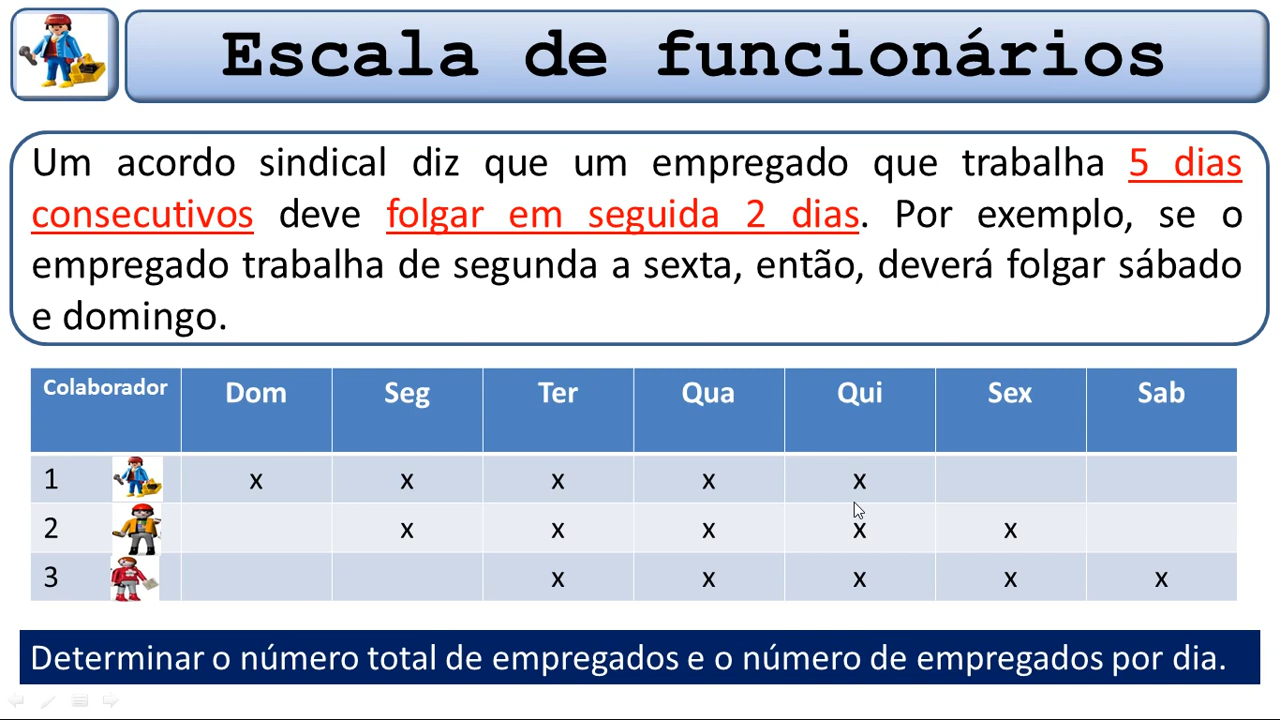 Escala de funcionários
Um acordo sindical diz que um empregado que trabalha 5 dias
consecutivos deve folgar em seguida 2 dias. Por exemplo, se o
empregado trabalha de segunda a sexta, então, deverá folgar sábado
e domingo.
Colaborador Dom Seg Ter Qua Qui Sex Sab
1 x x x x x
2 x x x x x
3 x x x x x
Determinar o número total de empregados e o número de empregados por dia.